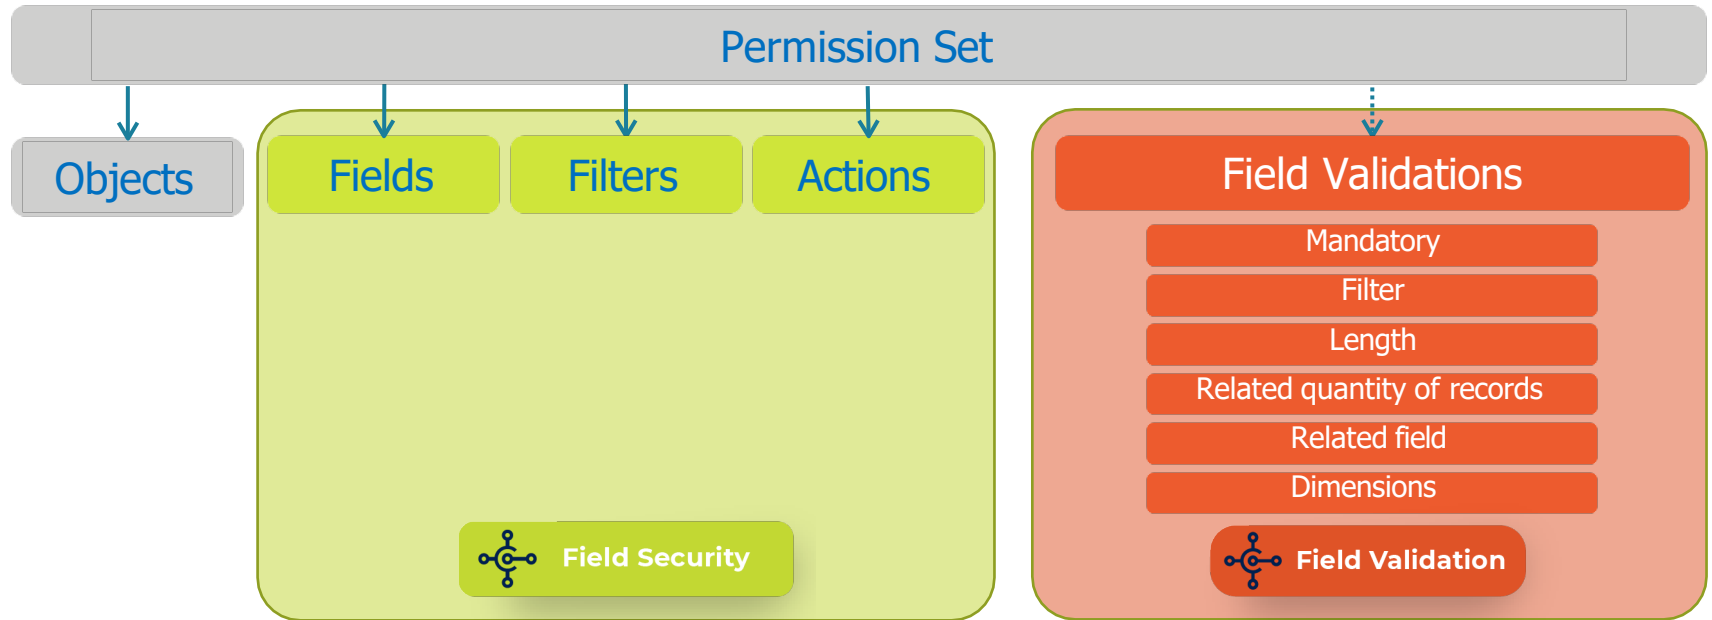 Permission Set
Objects
Fields
Filters
Actions
Field Validations
Mandatory
Filter
Length
Related quantity of records
Related field
Dimensions
Field Security
Field Validation